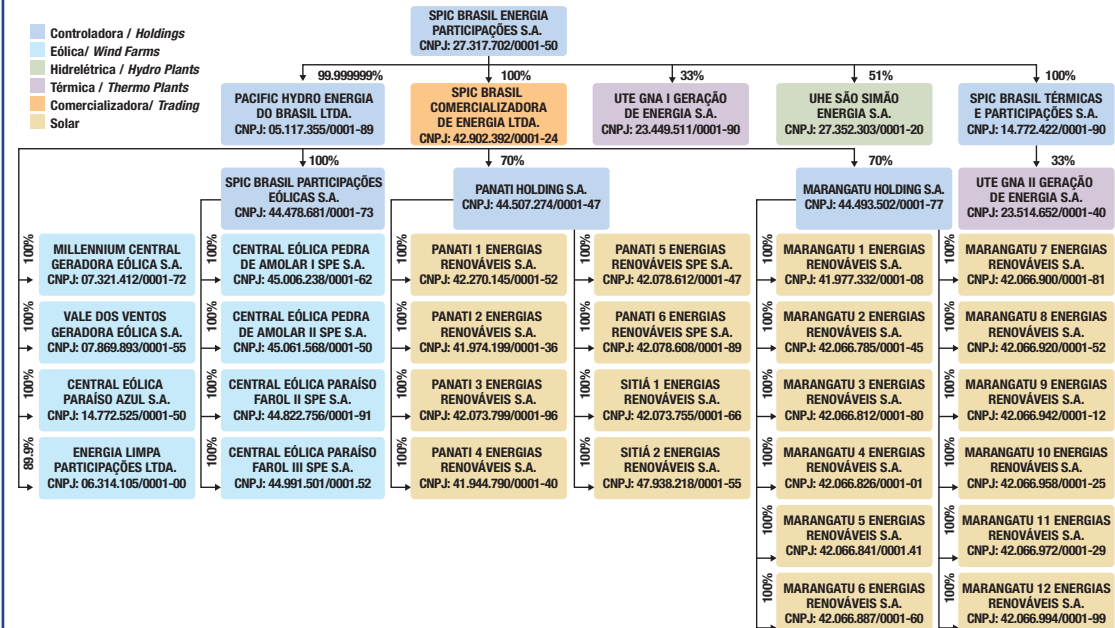 SPIC BRASIL ENERGIA
PARTICIPAÇÕES S.A.
CNPJ: 27.317.702/0001-50
Controladora / Holdings
Eólica/ Wind Farms
Hidrelétrica / Hydro Plants
Térmica / Thermo Plants
Comercializadora/ Trading
Solar
99.999999%
100%
33%
51%
100%
PACIFIC HYDRO ENERGIA
DO BRASIL LTDA.
CNPJ: 05.117.355/0001-89
SPIC BRASIL
COMERCIALIZADORA
DE ENERGIA LTDA.
CNPJ: 42.902.392/0001-24
UTE GNA I GERAÇÃO
DE ENERGIA S.A.
CNPJ: 23.449.511/0001-90
UHE SÃO SIMÃO
ENERGIA S.A.
CNPJ: 27.352.303/0001-20
SPIC BRASIL TÉRMICAS
E PARTICIPAÇÕES S.A.
CNPJ: 14.772.422/0001-90
100%
70%
70%
33%
SPIC BRASIL PARTICIPAÇÕES
EÓLICAS S.A.
CNPJ: 44.478.681/0001-73
PANATI HOLDING S.A.
CNPJ: 44.507.274/0001-47
MARANGATU HOLDING S.A.
CNPJ: 44.493.502/0001-77
UTE GNA II GERAÇÃO
DE ENERGIA S.A.
CNPJ: 23.514.652/0001-40
100%
MILLENNIUM CENTRAL
GERADORA EÓLICA S.A.
CNPJ: 07.321.412/0001-72
100%
CENTRAL EÓLICA PEDRA
DE AMOLAR I SPE S.A.
CNPJ: 45.006.238/0001-62
100%
PANATI 1 ENERGIAS
RENOVÁVEIS S.A.
CNPJ: 42.270.145/0001-52
100%
PANATI 5 ENERGIAS
RENOVÁVEIS SPE S.A.
CNPJ: 42.078.612/0001-47
100%
MARANGATU 1 ENERGIAS
RENOVÁVEIS S.A.
CNPJ: 41.977.332/0001-08
100%
MARANGATU 7 ENERGIAS
RENOVÁVEIS S.A.
CNPJ: 42.066.900/0001-81
100%
VALE DOS VENTOS
GERADORA EÓLICA S.A.
CNPJ: 07.869.893/0001-55
100%
CENTRAL EÓLICA PEDRA
DE AMOLAR II SPE S.A.
CNPJ: 45.061.568/0001-50
100%
PANATI 2 ENERGIAS
RENOVÁVEIS S.A.
CNPJ: 41.974.199/0001-36
100%
PANATI 6 ENERGIAS
RENOVÁVEIS SPE S.A.
CNPJ: 42.078.608/0001-89
100%
MARANGATU 2 ENERGIAS
RENOVÁVEIS S.A.
CNPJ: 42.066.785/0001-45
100%
MARANGATU 8 ENERGIAS
RENOVÁVEIS S.A.
CNPJ: 42.066.920/0001-52
100%
CENTRAL EÓLICA
PARAÍSO AZUL S.A.
CNPJ: 14.772.525/0001-50
100%
CENTRAL EÓLICA PARAÍSO
FAROL II SPE S.A.
CNPJ: 44.822.756/0001-91
100%
PANATI 3 ENERGIAS
RENOVÁVEIS S.A.
CNPJ: 42.073.799/0001-96
100%
SITIÁ 1 ENERGIAS
RENOVÁVEIS S.A.
CNPJ: 42.073.755/0001-66
100%
MARANGATU 3 ENERGIAS
RENOVÁVEIS S.A.
CNPJ: 42.066.812/0001-80
100%
MARANGATU 9 ENERGIAS
RENOVÁVEIS S.A.
CNPJ: 42.066.942/0001-12
89.9%
ENERGIA LIMPA
PARTICIPAÇÕES LTDA.
CNPJ: 06.314.105/0001-00
100%
CENTRAL EÓLICA PARAÍSO
FAROL III SPE S.A.
CNPJ: 44.991.501/0001.52
100%
PANATI 4 ENERGIAS
RENOVÁVEIS S.A.
CNPJ: 41.944.790/0001-40
100%
SITIÁ 2 ENERGIAS
RENOVÁVEIS S.A.
CNPJ: 47.938.218/0001-55
100%
MARANGATU 4 ENERGIAS
RENOVÁVEIS S.A.
CNPJ: 42.066.826/0001-01
100%
MARANGATU 10 ENERGIAS
RENOVÁVEIS S.A.
CNPJ: 42.066.958/0001-25
100%
MARANGATU 5 ENERGIAS
RENOVÁVEIS S.A.
CNPJ: 42.066.841/0001.41
100%
MARANGATU 11 ENERGIAS
RENOVÁVEIS S.A.
CNPJ: 42.066.972/0001-29
100%
MARANGATU 6 ENERGIAS
RENOVÁVEIS S.A.
CNPJ: 42.066.887/0001-60
100%
MARANGATU 12 ENERGIAS
RENOVÁVEIS S.A.
CNPJ: 42.066.994/0001-99